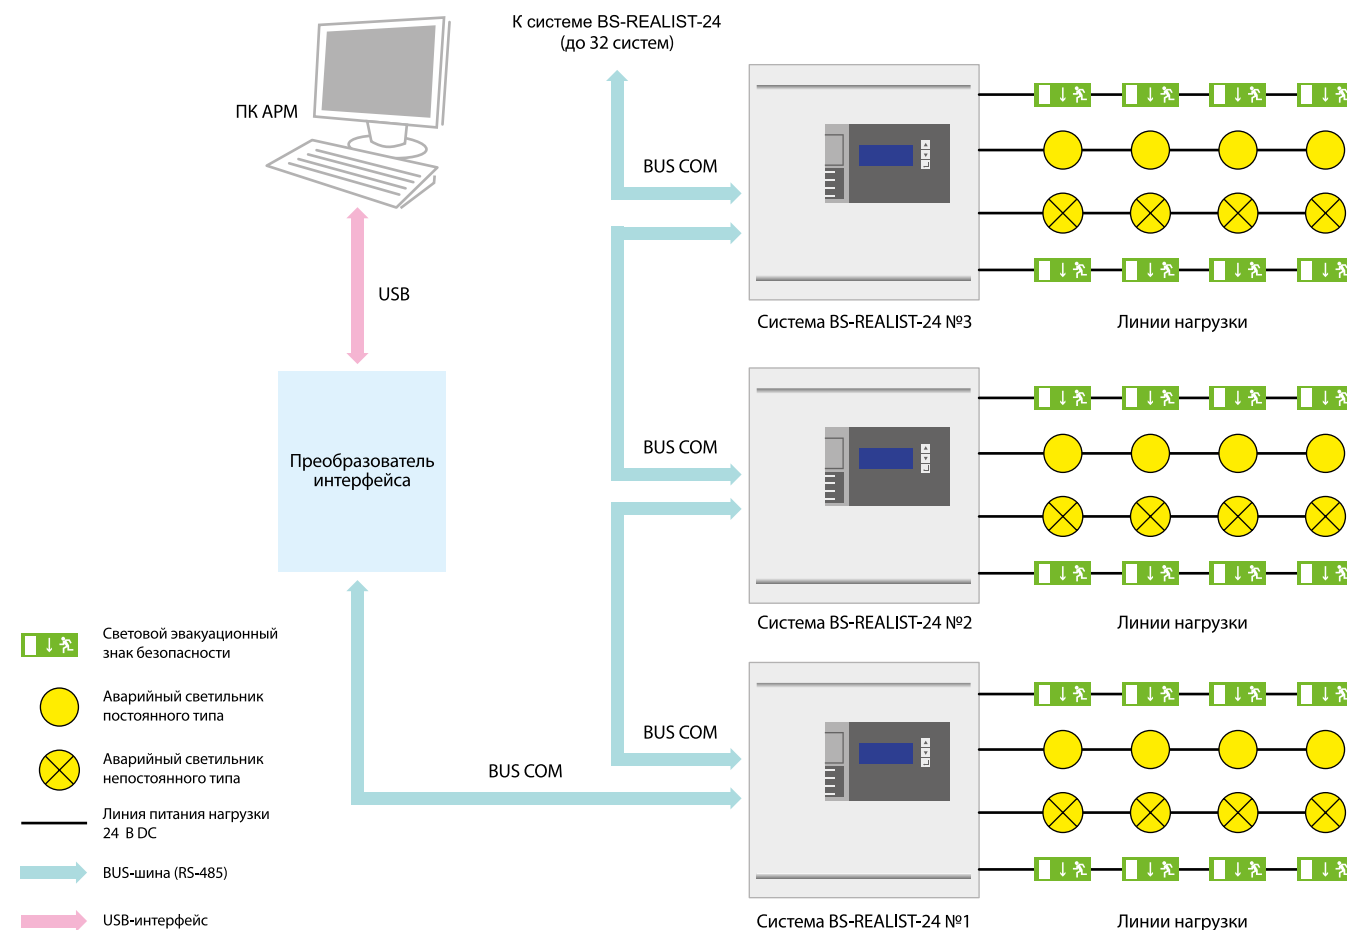 К системе BS-REALIST-24
(до 32 систем)
ПК АРМ
BUS COM
USB
Система BS-REALIST-24 №3
Линии нагрузки
Преобразователь
интерфейса
BUS COM
Система BS-REALIST-24 №2
Линии нагрузки
BUS COM
BUS COM
Система BS-REALIST-24 №1
Линии нагрузки
Световой эвакуационный
знак безопасности
Аварийный светильник
постоянного типа
Аварийный светильник
непостоянного типа
Линия питания нагрузки
24 В DC
BUS-шина (RS-485)
USB-интерфейс